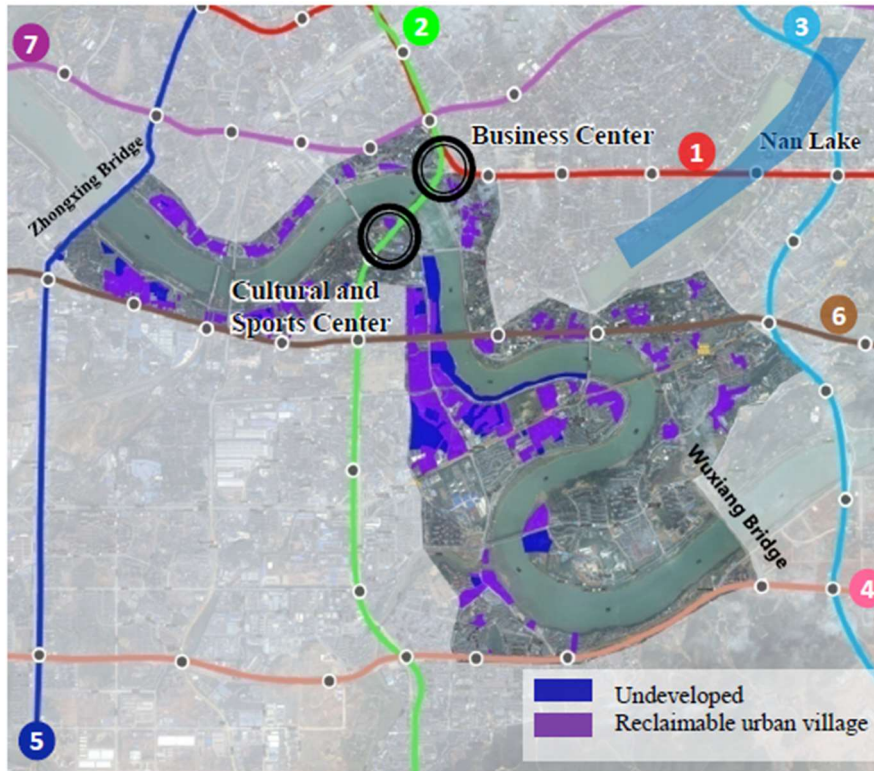 2
3
7
Business Center
1
Nan Lake
Zhongxing Bridge
Cultural and
Sports Center
6
Wuxiang Bridge
4
Undeveloped
Reclaimable urban village
5